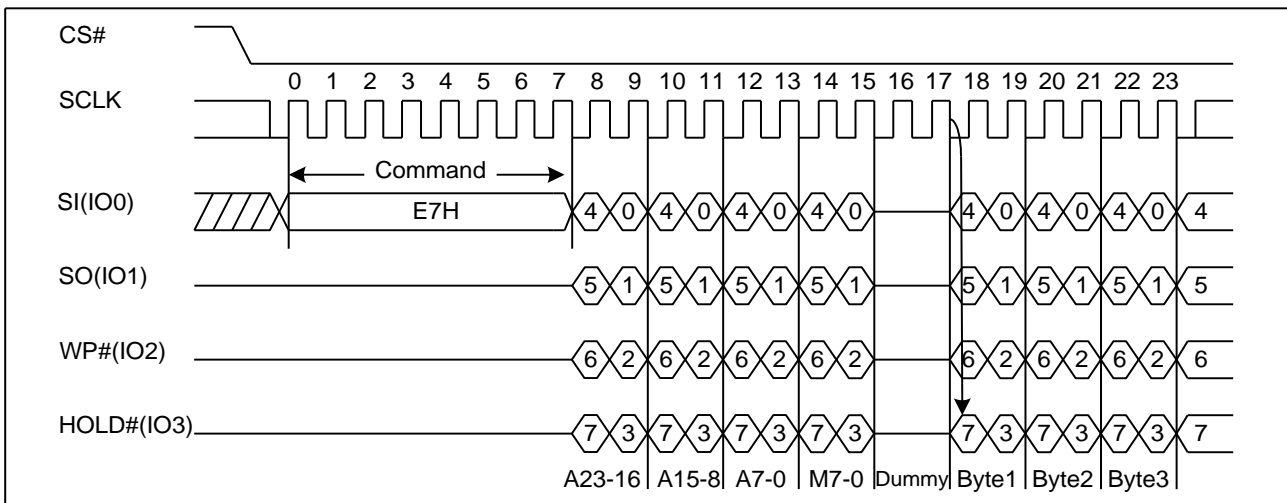 CS#
0 1 2 3 4 5 6 7 8 9 10 11 12 13 14 15 16 17 18 19 20 21 22 23
SCLK
Command
SI(IO0) E7H 4 0 4 0 4 0 4 0 4 0 4 0 4 0 4
SO(IO1) 5 1 5 1 5 1 5 1 5 1 5 1 5 1 5
WP#(IO2) 6 2 6 2 6 2 6 2 6 2 6 2 6 2 6
HOLD#(IO3) 7 3 7 3 7 3 7 3 7 3 7 3 7 3 7
A23-16 A15-8 A7-0 M7-0 Dummy Byte1 Byte2 Byte3